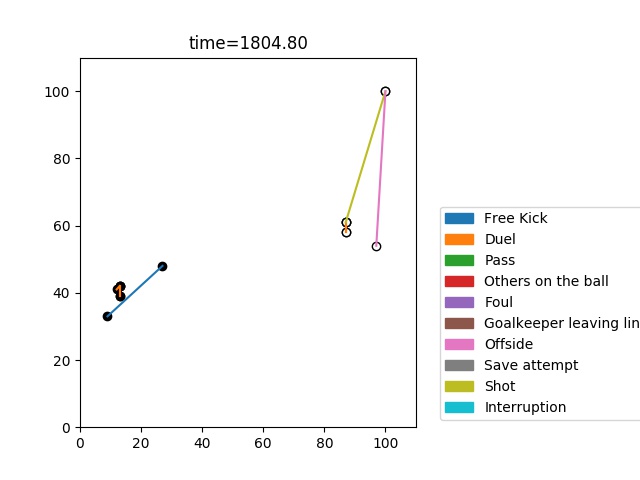 time=1804.80
100
80
60
40
20
0
0 20 40 60 80 100
Free Kick
Duel
Pass
Others on the ball
Foul
Goalkeeper leaving lin
Offside
Save attempt
Shot
Interruption